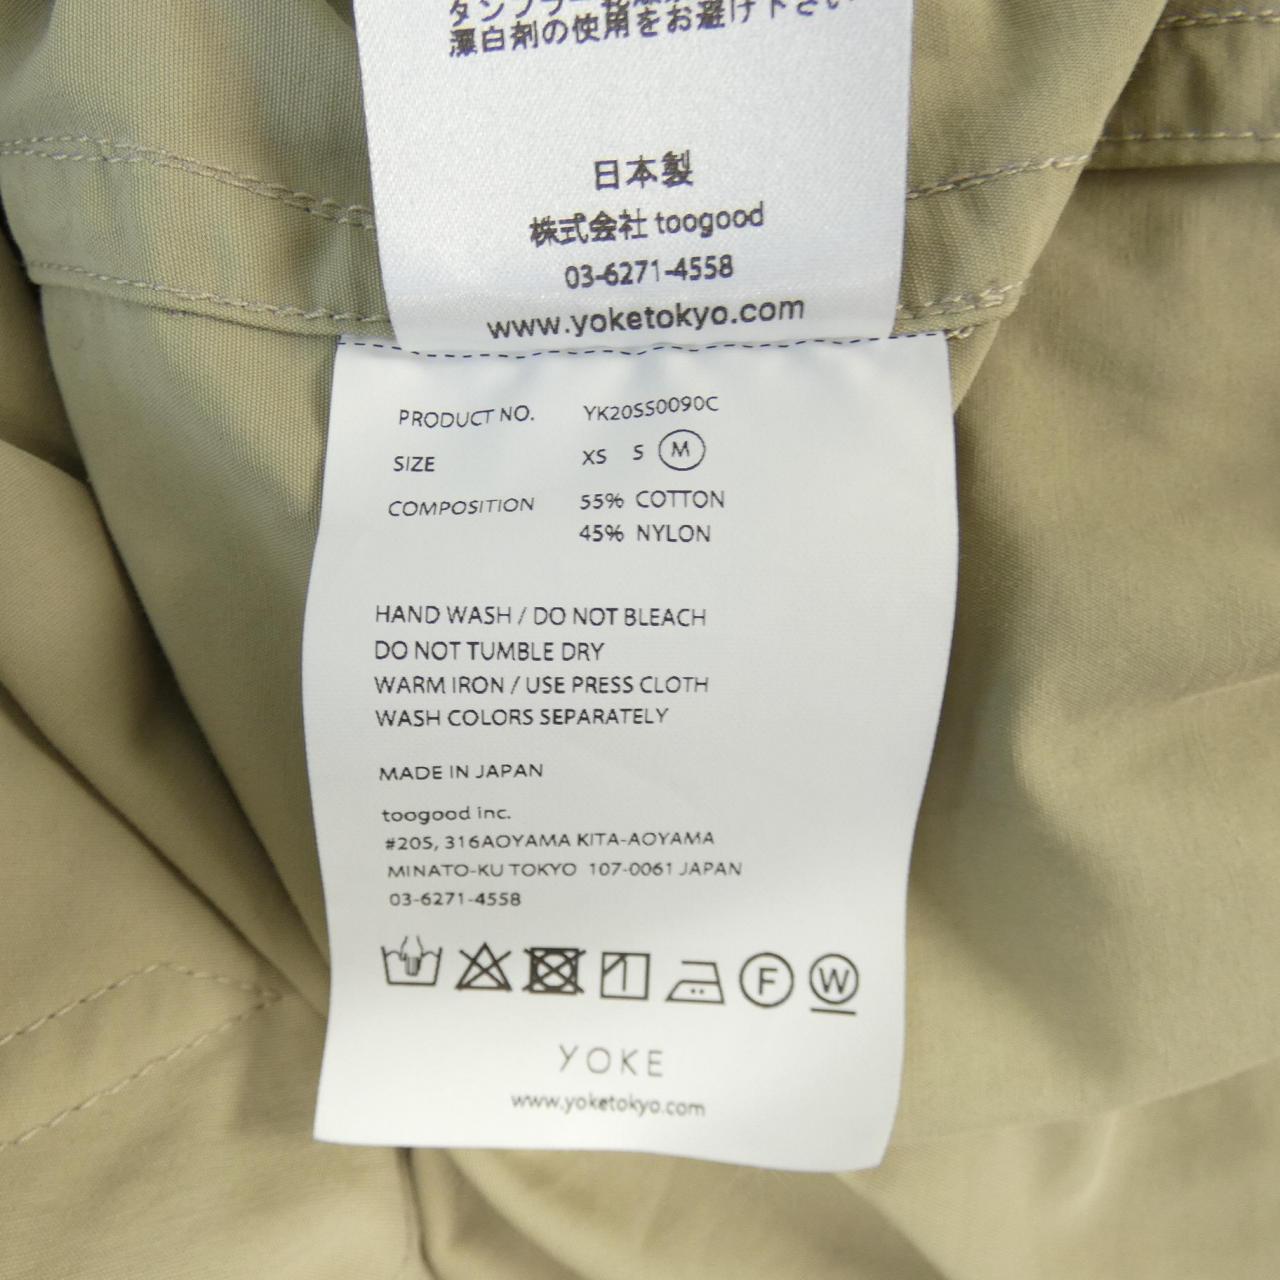 漂白剤の使用をお避け下さい
日本製
株式会社 toogood
03-6271-4558
www.yoketokyo.com
PRODUCT NO. YK20SS0090C
SIZE XS S M
COMPOSITION 55% COTTON
45% NYLON
HAND WASH / DO NOT BLEACH
DO NOT TUMBLE DRY
WARM IRON / USE PRESS CLOTH
WASH COLORS SEPARATELY
MADE IN JAPAN
toogood inc.
#205, 316AOYAMA KITA-AOYAMA
MINATO-KU TOKYO 107-0061 JAPAN
03-6271-4558
F W
YOKE
www.yoketokyo.com